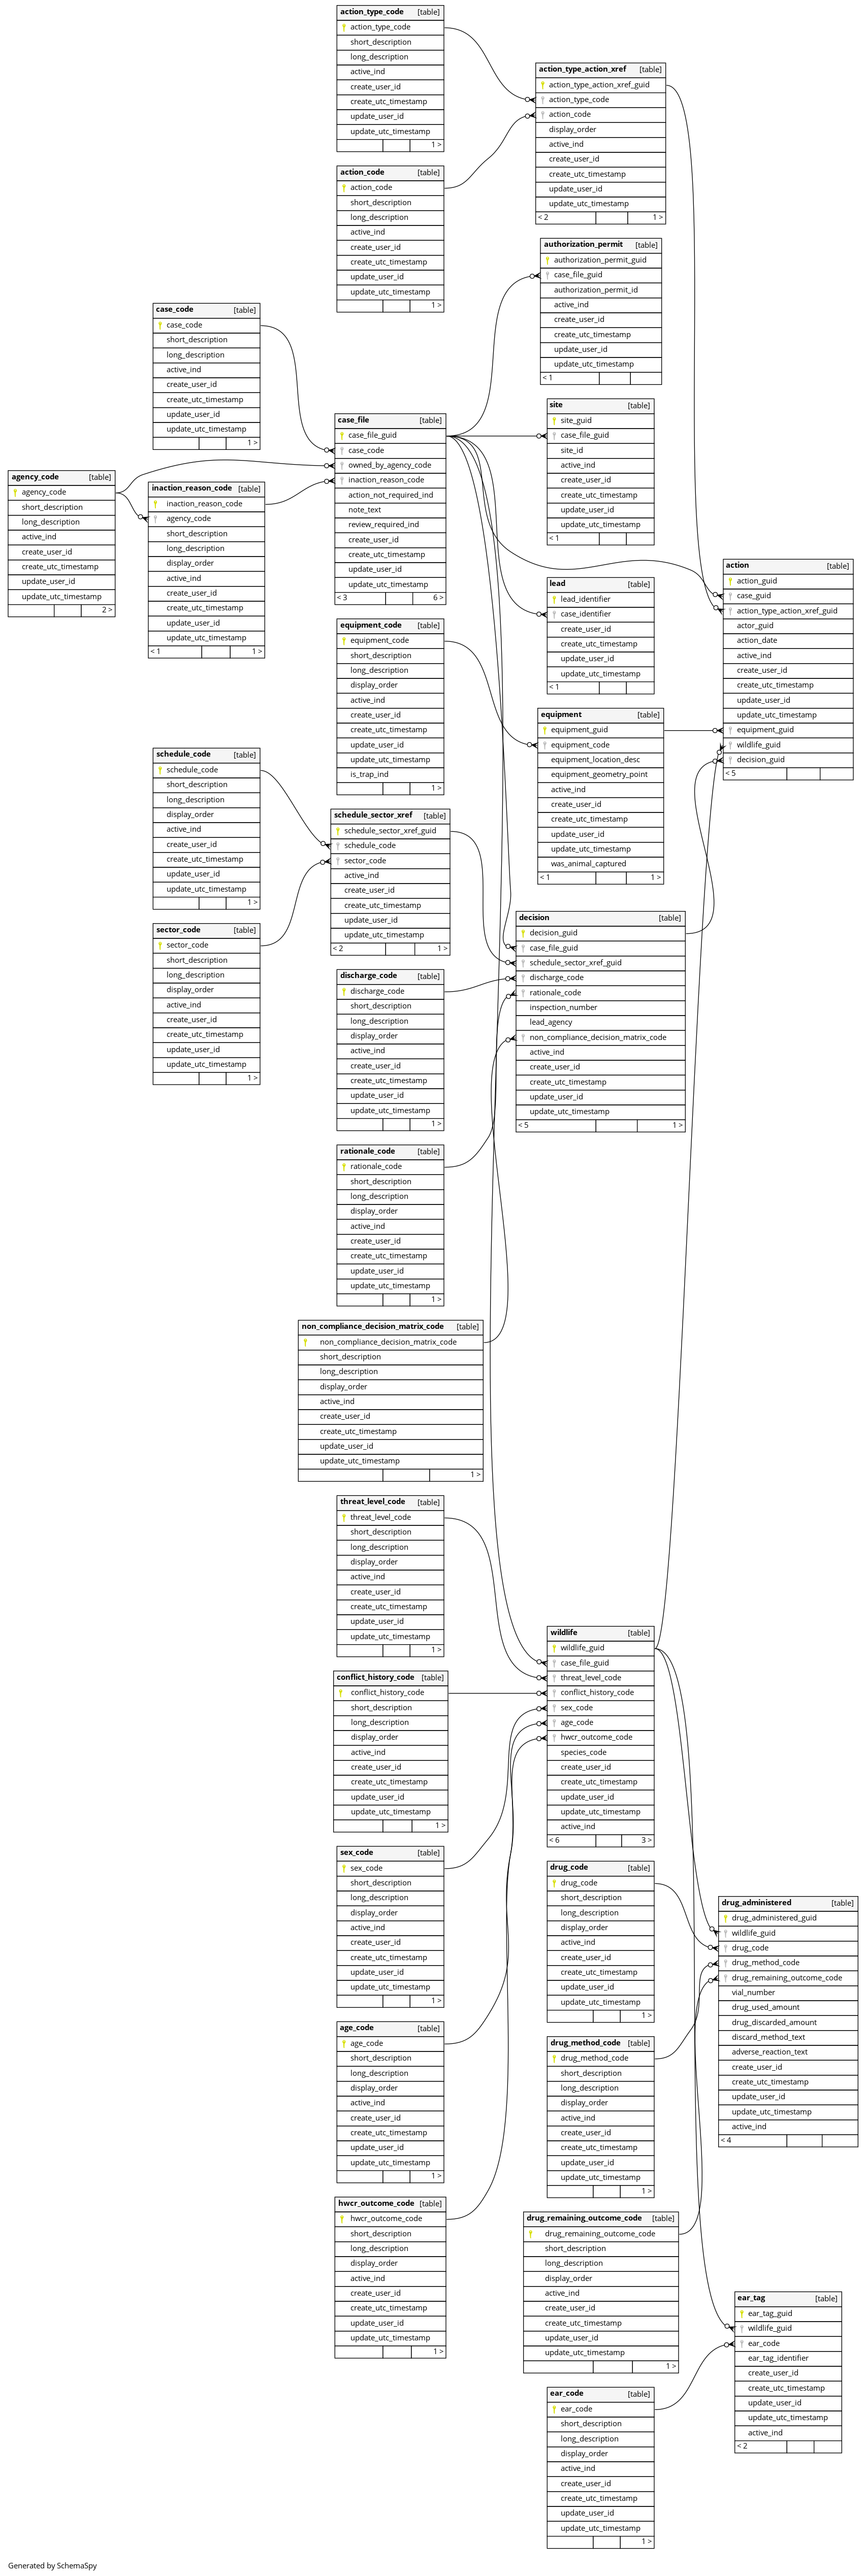 action_type_code [table]
action_type_code
short_description
long_description
active_ind
create_user_id
create_utc_timestamp
update_user_id
update_utc_timestamp
1 >
action_type_action_xref [table]
action_type_action_xref_guid
action_type_code
action_code
display_order
active_ind
create_user_id
create_utc_timestamp
update_user_id
update_utc_timestamp
< 2 1 >
action_code [table]
action_code
short_description
long_description
active_ind
create_user_id
create_utc_timestamp
update_user_id
update_utc_timestamp
1 >
authorization_permit [table]
authorization_permit_guid
case_file_guid
authorization_permit_id
active_ind
create_user_id
create_utc_timestamp
update_user_id
update_utc_timestamp
< 1
case_code [table]
case_code
short_description
long_description
active_ind
create_user_id
create_utc_timestamp
update_user_id
update_utc_timestamp
1 >
site [table]
site_guid
case_file_guid
site_id
active_ind
create_user_id
create_utc_timestamp
update_user_id
update_utc_timestamp
< 1
case_file [table]
case_file_guid
case_code
owned_by_agency_code
inaction_reason_code
action_not_required_ind
note_text
review_required_ind
create_user_id
create_utc_timestamp
update_user_id
update_utc_timestamp
< 3 6 >
agency_code [table]
agency_code
short_description
long_description
active_ind
create_user_id
create_utc_timestamp
update_user_id
update_utc_timestamp
2 >
inaction_reason_code [table]
inaction_reason_code
agency_code
short_description
long_description
display_order
active_ind
create_user_id
create_utc_timestamp
update_user_id
update_utc_timestamp
< 1 1 >
action [table]
action_guid
case_guid
action_type_action_xref_guid
actor_guid
action_date
active_ind
create_user_id
create_utc_timestamp
update_user_id
update_utc_timestamp
equipment_guid
wildlife_guid
decision_guid
< 5
lead [table]
lead_identifier
case_identifier
create_user_id
create_utc_timestamp
update_user_id
update_utc_timestamp
< 1
equipment_code [table]
equipment_code
short_description
long_description
display_order
active_ind
create_user_id
create_utc_timestamp
update_user_id
update_utc_timestamp
is_trap_ind
1 >
equipment [table]
equipment_guid
equipment_code
equipment_location_desc
equipment_geometry_point
active_ind
create_user_id
create_utc_timestamp
update_user_id
update_utc_timestamp
was_animal_captured
< 1 1 >
schedule_code [table]
schedule_code
short_description
long_description
display_order
active_ind
create_user_id
create_utc_timestamp
update_user_id
update_utc_timestamp
1 >
schedule_sector_xref [table]
schedule_sector_xref_guid
schedule_code
sector_code
active_ind
create_user_id
create_utc_timestamp
update_user_id
update_utc_timestamp
< 2 1 >
decision [table]
decision_guid
case_file_guid
schedule_sector_xref_guid
discharge_code
rationale_code
inspection_number
lead_agency
non_compliance_decision_matrix_code
active_ind
create_user_id
create_utc_timestamp
update_user_id
update_utc_timestamp
< 5 1 >
sector_code [table]
sector_code
short_description
long_description
display_order
active_ind
create_user_id
create_utc_timestamp
update_user_id
update_utc_timestamp
1 >
discharge_code [table]
discharge_code
short_description
long_description
display_order
active_ind
create_user_id
create_utc_timestamp
update_user_id
update_utc_timestamp
1 >
rationale_code [table]
rationale_code
short_description
long_description
display_order
active_ind
create_user_id
create_utc_timestamp
update_user_id
update_utc_timestamp
1 >
non_compliance_decision_matrix_code [table]
non_compliance_decision_matrix_code
short_description
long_description
display_order
active_ind
create_user_id
create_utc_timestamp
update_user_id
update_utc_timestamp
1 >
threat_level_code [table]
threat_level_code
short_description
long_description
display_order
active_ind
create_user_id
create_utc_timestamp
update_user_id
update_utc_timestamp
1 >
wildlife [table]
wildlife_guid
case_file_guid
threat_level_code
conflict_history_code
sex_code
age_code
hwcr_outcome_code
species_code
create_user_id
create_utc_timestamp
update_user_id
update_utc_timestamp
active_ind
< 6 3 >
conflict_history_code [table]
conflict_history_code
short_description
long_description
display_order
active_ind
create_user_id
create_utc_timestamp
update_user_id
update_utc_timestamp
1 >
sex_code [table]
sex_code
short_description
long_description
display_order
active_ind
create_user_id
create_utc_timestamp
update_user_id
update_utc_timestamp
1 >
drug_code [table]
drug_code
short_description
long_description
display_order
active_ind
create_user_id
create_utc_timestamp
update_user_id
update_utc_timestamp
1 >
drug_administered [table]
drug_administered_guid
wildlife_guid
drug_code
drug_method_code
drug_remaining_outcome_code
vial_number
drug_used_amount
drug_discarded_amount
discard_method_text
adverse_reaction_text
create_user_id
create_utc_timestamp
update_user_id
update_utc_timestamp
active_ind
< 4
age_code [table]
age_code
short_description
long_description
display_order
active_ind
create_user_id
create_utc_timestamp
update_user_id
update_utc_timestamp
1 >
drug_method_code [table]
drug_method_code
short_description
long_description
display_order
active_ind
create_user_id
create_utc_timestamp
update_user_id
update_utc_timestamp
1 >
hwcr_outcome_code [table]
hwcr_outcome_code
short_description
long_description
display_order
active_ind
create_user_id
create_utc_timestamp
update_user_id
update_utc_timestamp
1 >
drug_remaining_outcome_code [table]
drug_remaining_outcome_code
short_description
long_description
display_order
active_ind
create_user_id
create_utc_timestamp
update_user_id
update_utc_timestamp
1 >
ear_tag [table]
ear_tag_guid
wildlife_guid
ear_code
ear_tag_identifier
create_user_id
create_utc_timestamp
update_user_id
update_utc_timestamp
active_ind
< 2
ear_code [table]
ear_code
short_description
long_description
display_order
active_ind
create_user_id
create_utc_timestamp
update_user_id
update_utc_timestamp
1 >
Generated by SchemaSpy